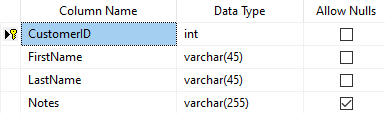 Column Name Data Type Allow Nulls
CustomerID int
FirstName varchar(45)
LastName varchar(45)
Notes varchar(255)